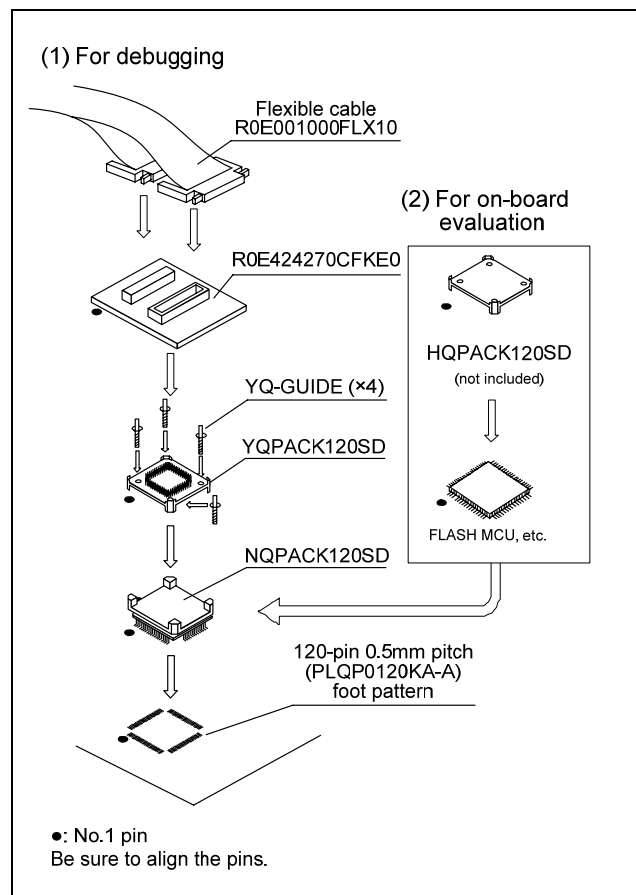 (1) For debugging
Flexible cable
R0E001000FLX10
(2) For on-board
evaluation
R0E424270CFKE0
HQPACK120SD
(not included)
YQ-GUIDE (×4)
YQPACK120SD
FLASH MCU, etc.
NQPACK120SD
120-pin 0.5mm pitch
(PLQP0120KA-A)
foot pattern
●: No.1 pin
Be sure to align the pins.